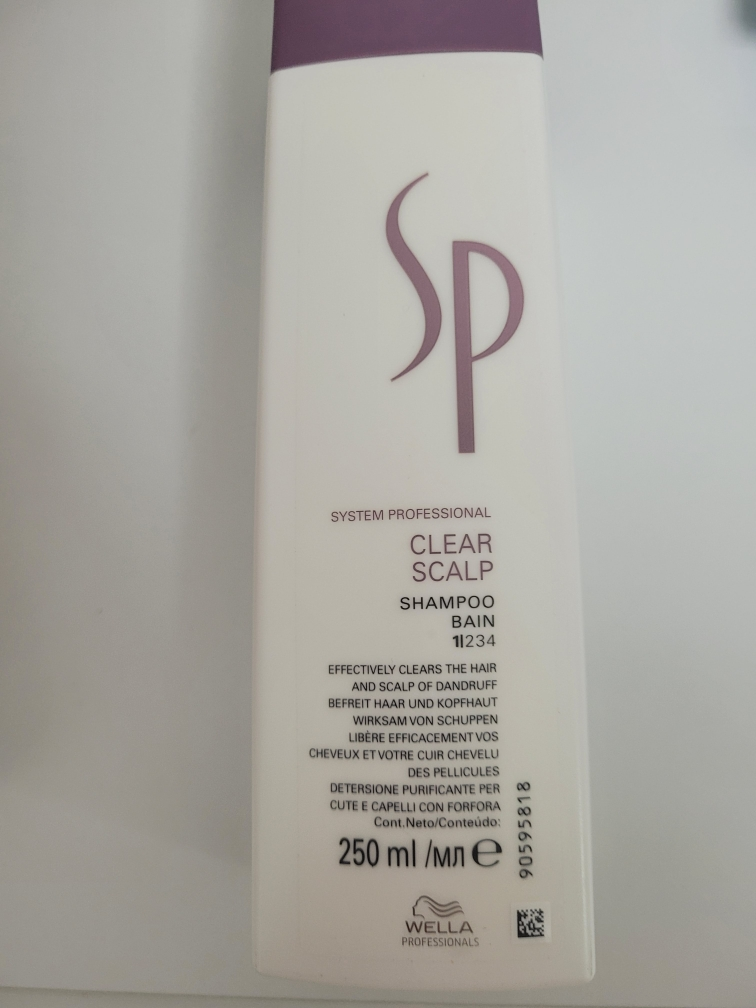 SP
SYSTEM PROFESSIONAL
CLEAR
SCALP
SHAMPOO
BAIN
1|234
EFFECTIVELY CLEARS THE HAIR
AND SCALP OF DANDRUFF
BEFREIT HAAR UND KOPFHAUT
WIRKSAM VON SCHUPPEN
LIBÈRE EFFICACEMENT VOS
CHEVEUX ET VOTRE CUIR CHEVELU
DES PELLICULES
DETERSIONE PURIFICANTE PER
CUTE E CAPELLI CON FORFORA
Cont.Neto/Conteúdo:
250 ml /мл ℮
90595818
WELLA
PROFESSIONALS